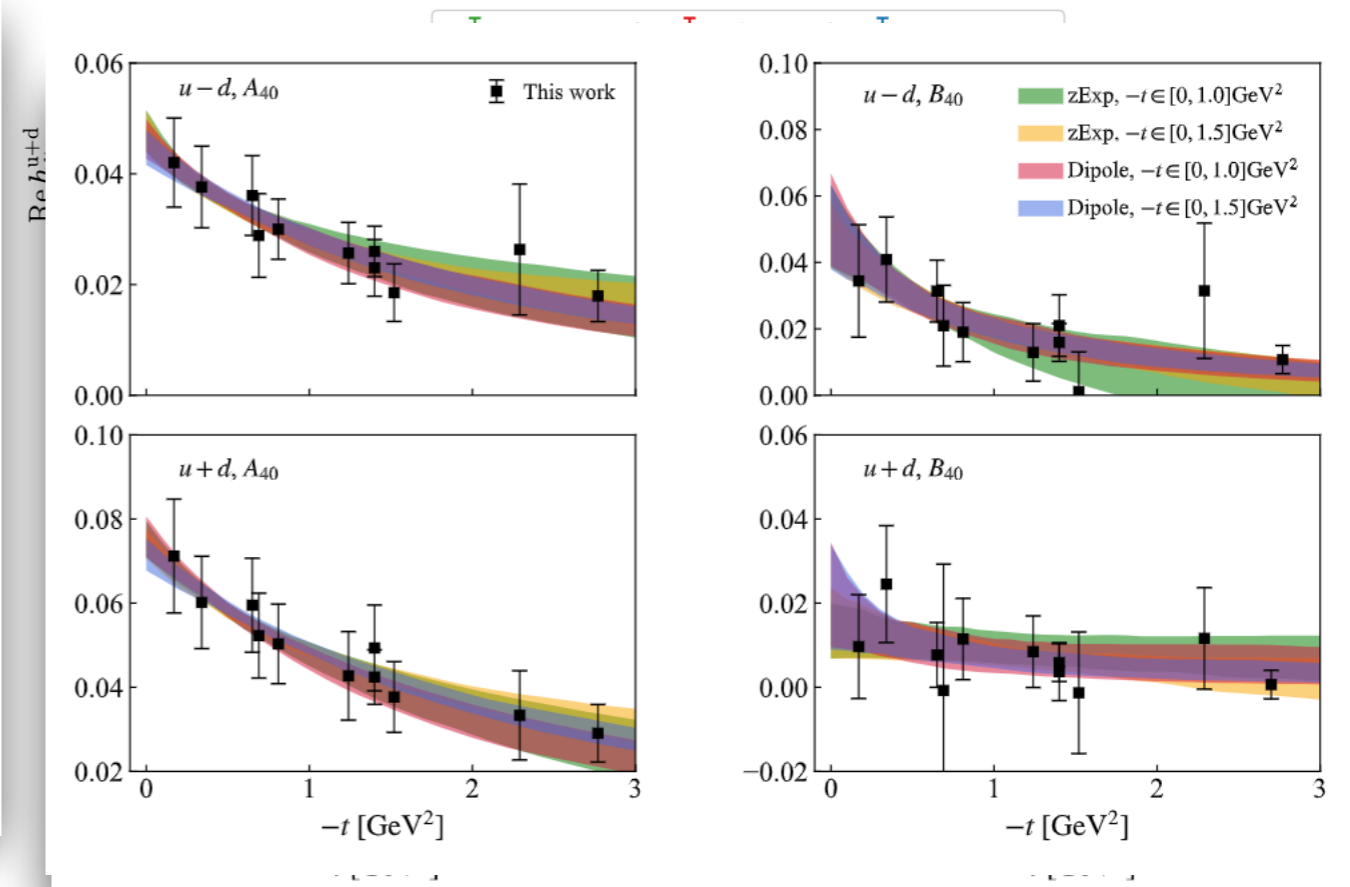 Re h^{u+d}
0.06
u − d, A₄₀
This work
0.04
0.02
0.00
0.10
u − d, B₄₀
zExp, −t ∈ [0, 1.0]GeV²
zExp, −t ∈ [0, 1.5]GeV²
Dipole, −t ∈ [0, 1.0]GeV²
Dipole, −t ∈ [0, 1.5]GeV²
0.08
0.06
0.04
0.02
0.00
0.10
u + d, A₄₀
0.08
0.06
0.04
0.02
0 1 2 3
−t [GeV²]
0.06
u + d, B₄₀
0.04
0.02
0.00
−0.02
0 1 2 3
−t [GeV²]